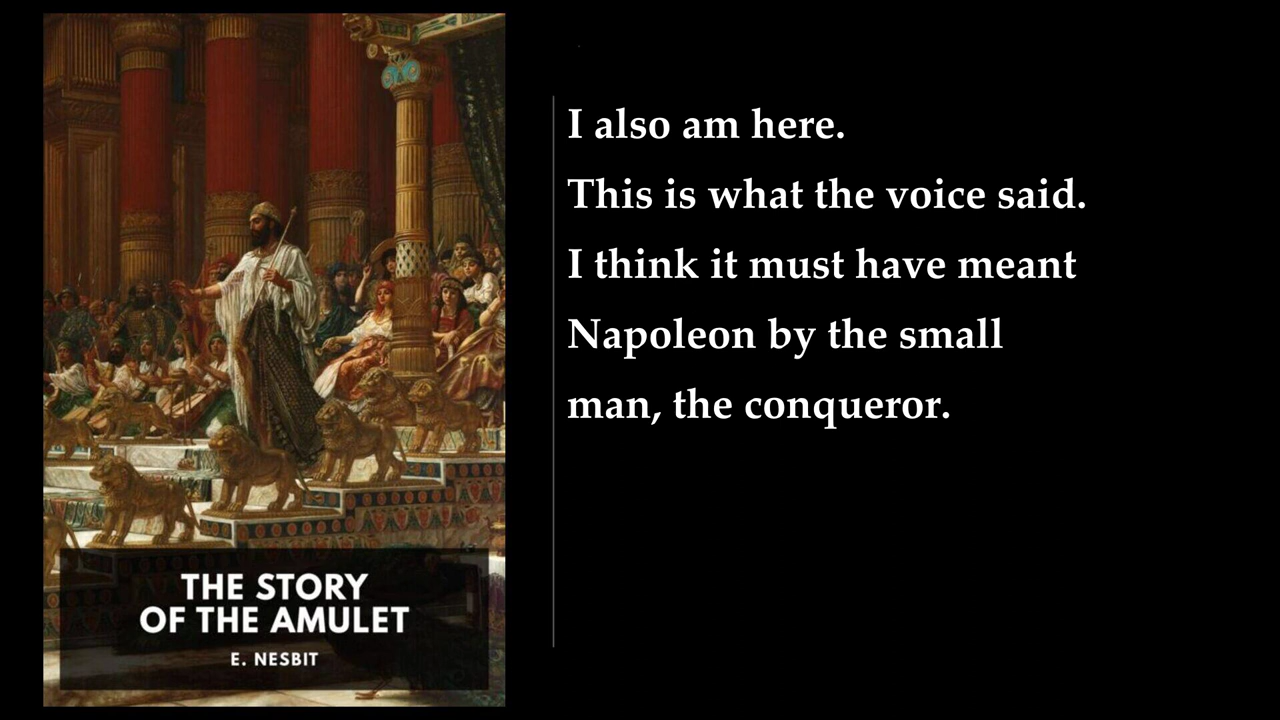 THE STORY
OF THE AMULET
E. NESBIT
I also am here.
This is what the voice said.
I think it must have meant
Napoleon by the small
man, the conqueror.